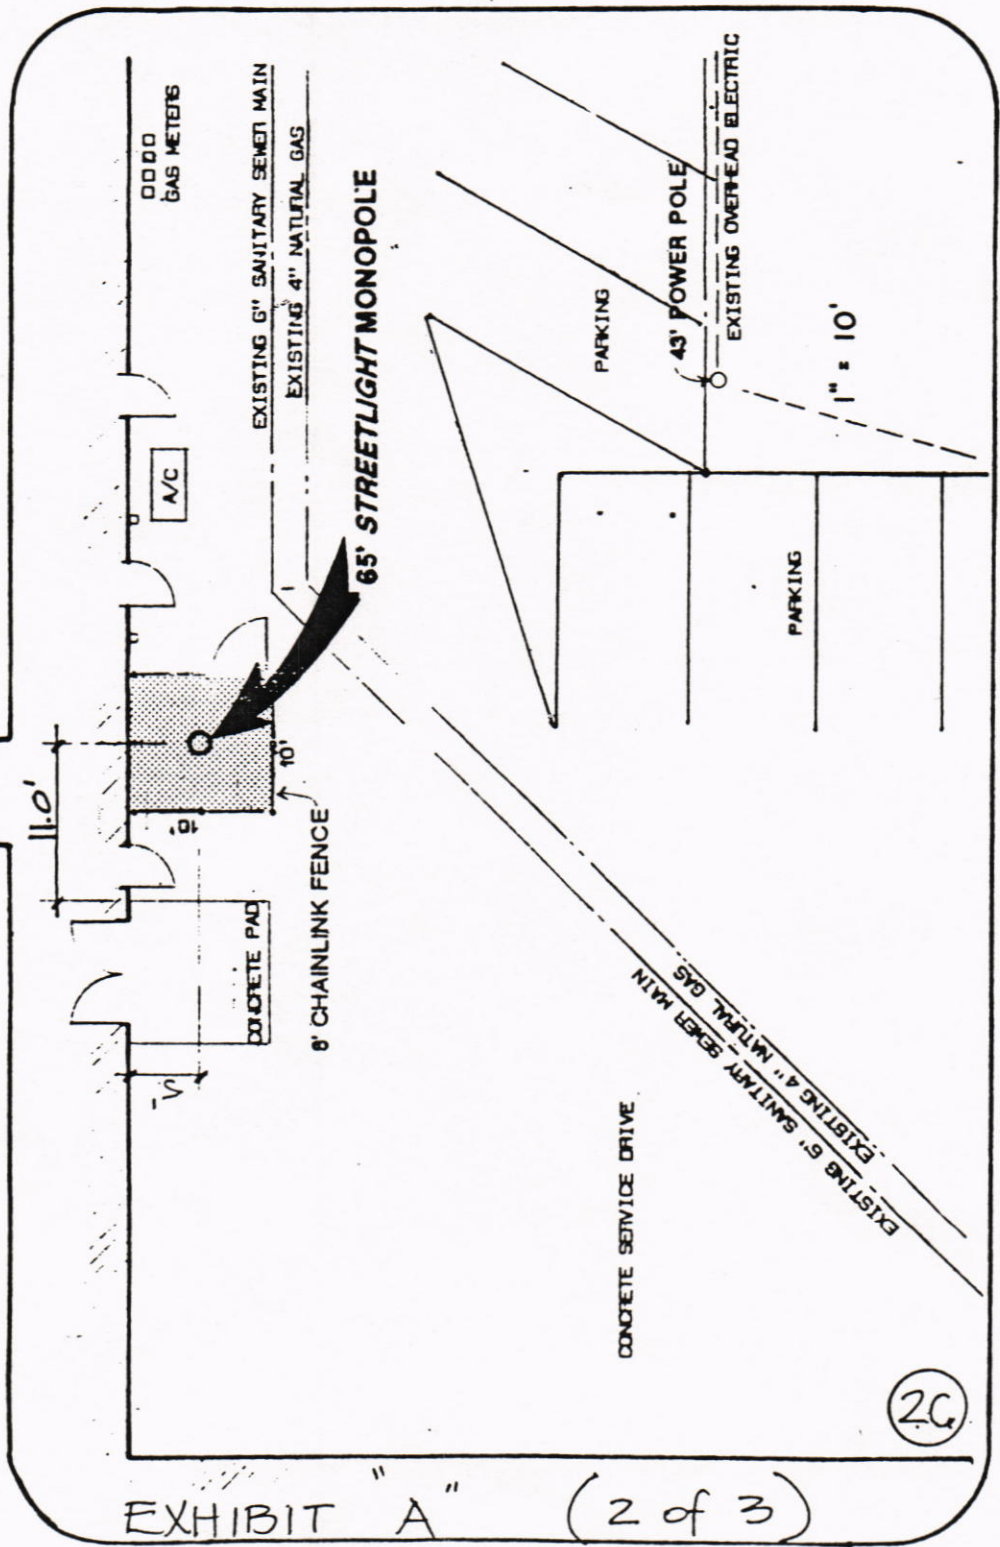 GAS METERS
EXISTING 6" SANITARY SEWER MAIN
EXISTING 4" NATURAL GAS
65' STREETLIGHT MONOPOLE
A/C
PARKING
43' POWER POLE
EXISTING OVERHEAD ELECTRIC
1" = 10'
PARKING
11.0'
10'
10'
8' CHAINLINK FENCE
CONCRETE PAD
5'
EXISTING 4" NATURAL GAS
EXISTING 6" SANITARY SEWER MAIN
CONCRETE SERVICE DRIVE
EXHIBIT "A" (2 of 3)